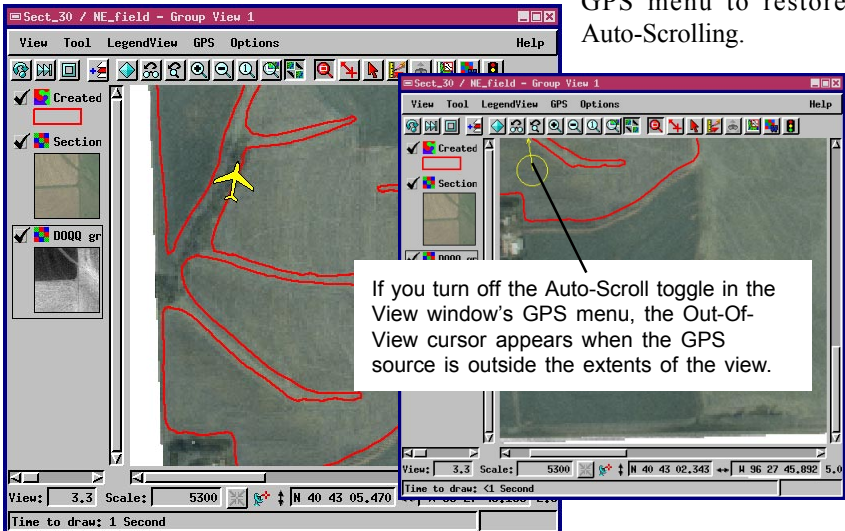 GPS menu to restore
Auto-Scrolling.
Sect_30 / NE_field - Group View 1
View Tool LegendView GPS Options Help
Created
Section
DOQQ gr
View: 3.3 Scale: 5300 N 40 43 05.470
Time to draw: 1 Second
Sect_30 / NE_field - Group View 1
View Tool LegendView GPS Options Help
Created
Section
If you turn off the Auto-Scroll toggle in the
View window's GPS menu, the Out-Of-
View cursor appears when the GPS
source is outside the extents of the view.
View: 3.3 Scale: 5300 N 40 43 02.343 W 96 27 45.892 5.0
Time to draw: <1 Second